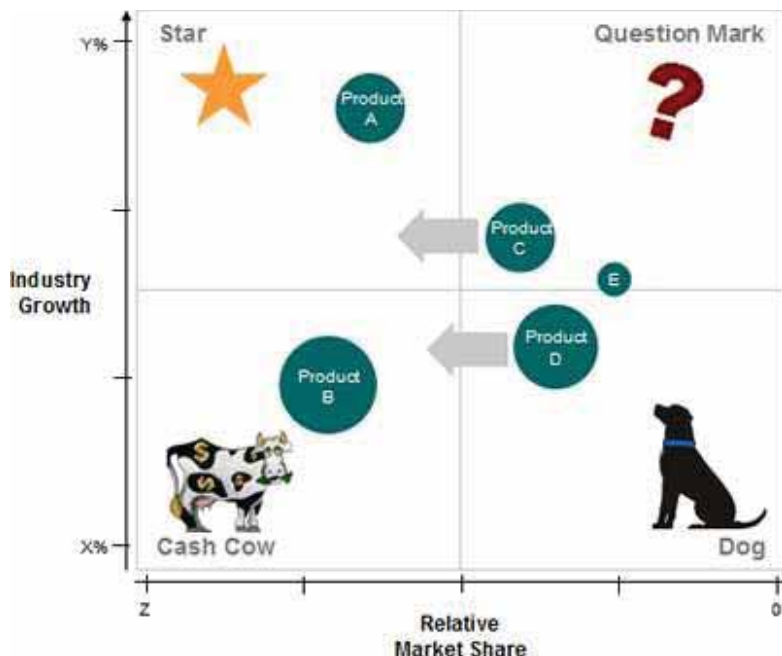 Star
Question Mark
Y%
Product
A
Product
C
E
Industry
Growth
Product
D
Product
B
$
$
X%
Cash Cow
Dog
Z
0
Relative
Market Share